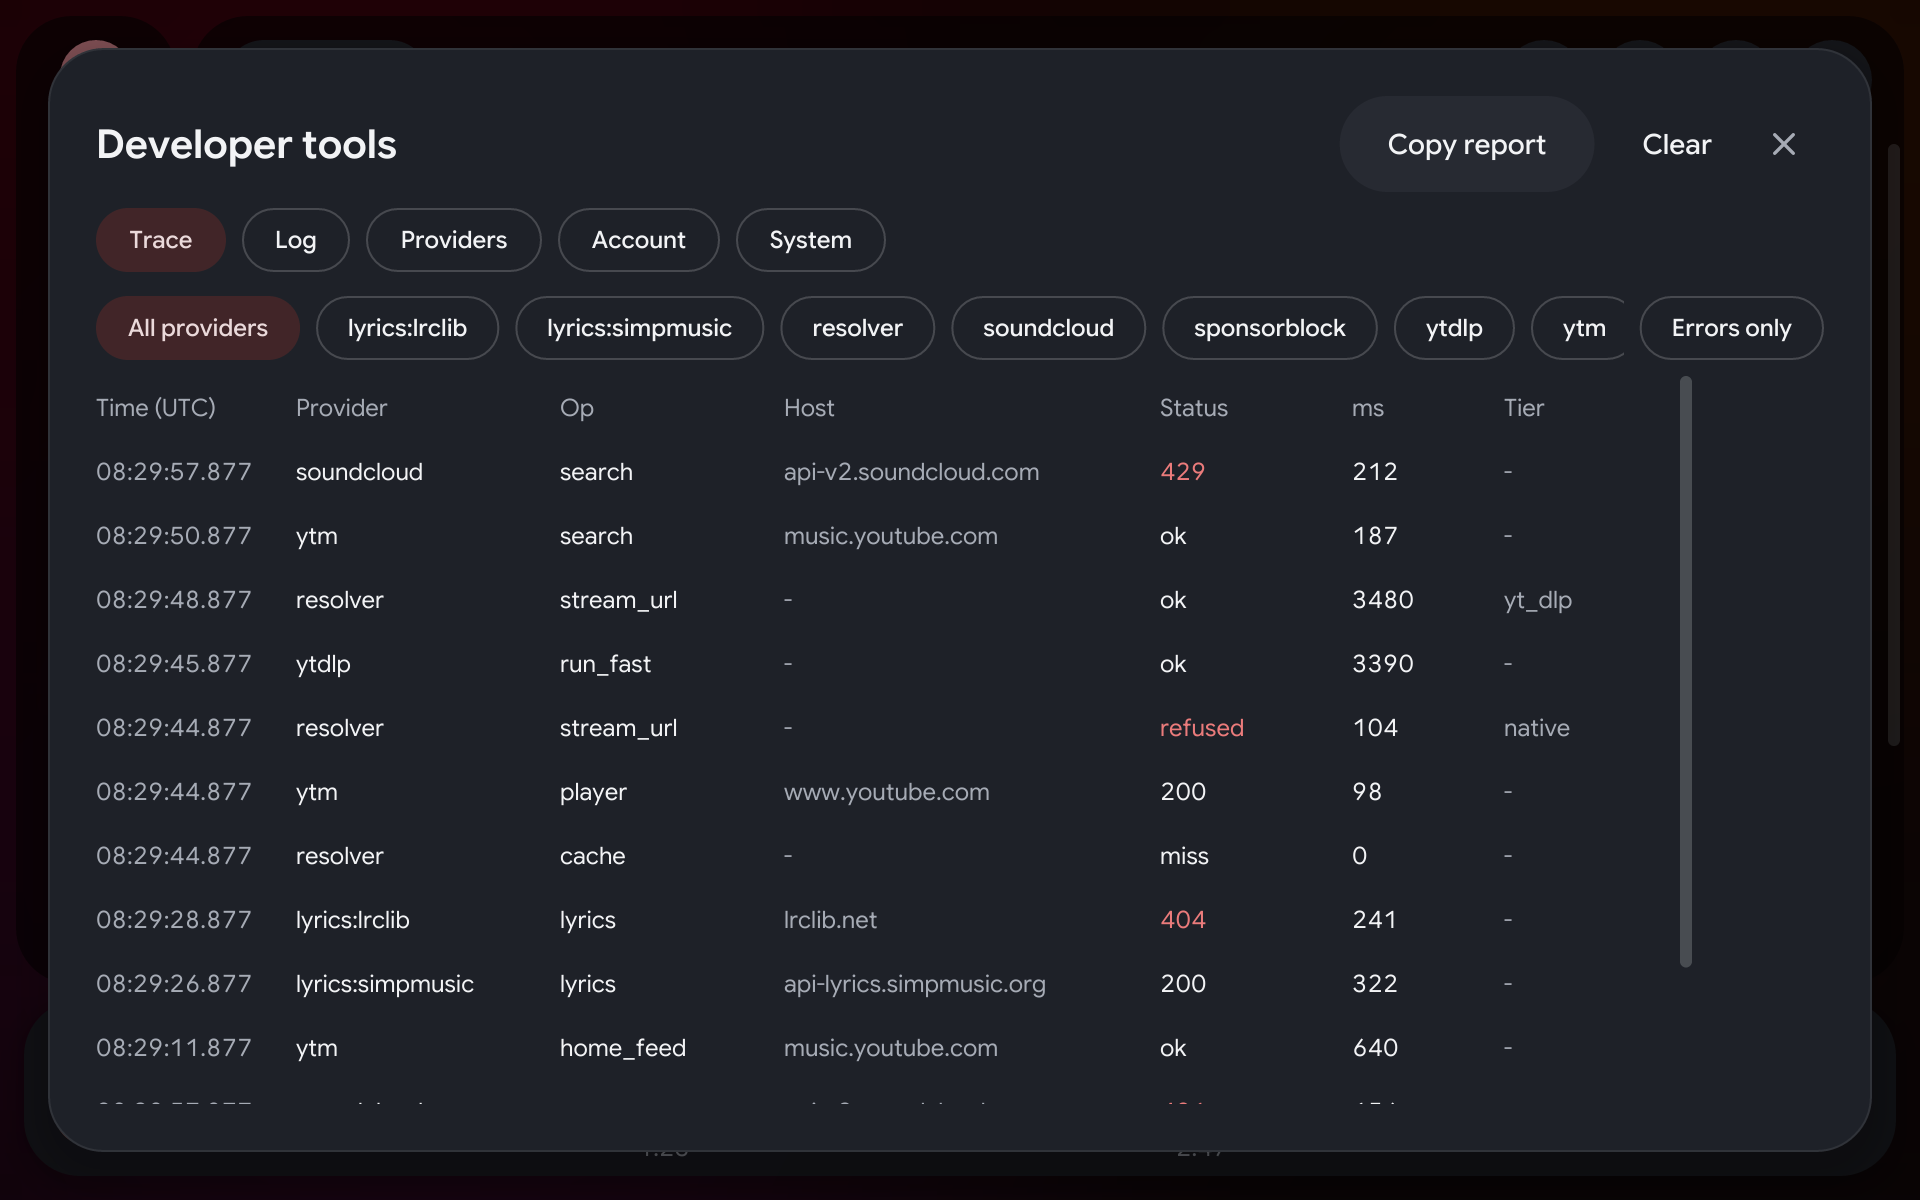 Developer tools
Copy report
Clear
Trace
Log
Providers
Account
System
All providers
lyrics:lrclib
lyrics:simpmusic
resolver
soundcloud
sponsorblock
ytdlp
ytm
Errors only
Time (UTC) Provider Op Host Status ms Tier
08:29:57.877 soundcloud search api-v2.soundcloud.com 429 212 -
08:29:50.877 ytm search music.youtube.com ok 187 -
08:29:48.877 resolver stream_url - ok 3480 yt_dlp
08:29:45.877 ytdlp run_fast - ok 3390 -
08:29:44.877 resolver stream_url - refused 104 native
08:29:44.877 ytm player www.youtube.com 200 98 -
08:29:44.877 resolver cache - miss 0 -
08:29:28.877 lyrics:lrclib lyrics lrclib.net 404 241 -
08:29:26.877 lyrics:simpmusic lyrics api-lyrics.simpmusic.org 200 322 -
08:29:11.877 ytm home_feed music.youtube.com ok 640 -